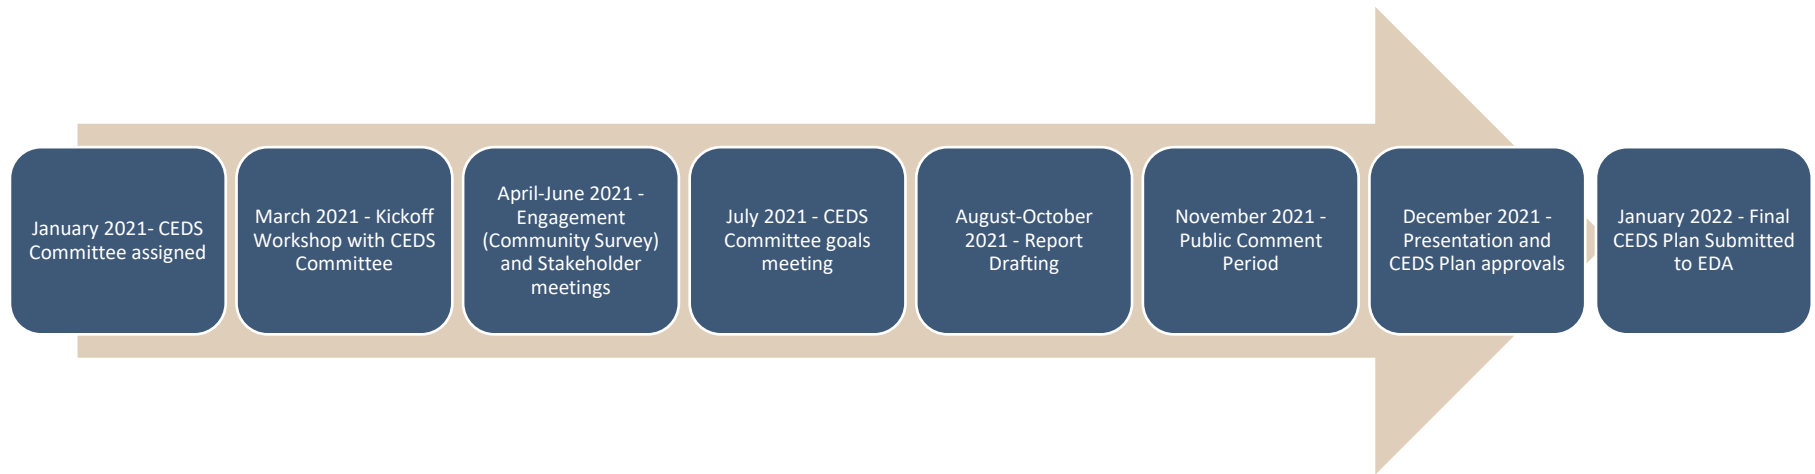 January 2021- CEDS
Committee assigned
March 2021 - Kickoff
Workshop with CEDS
Committee
April-June 2021 -
Engagement
(Community Survey)
and Stakeholder
meetings
July 2021 - CEDS
Committee goals
meeting
August-October
2021 - Report
Drafting
November 2021 -
Public Comment
Period
December 2021 -
Presentation and
CEDS Plan approvals
January 2022 - Final
CEDS Plan Submitted
to EDA